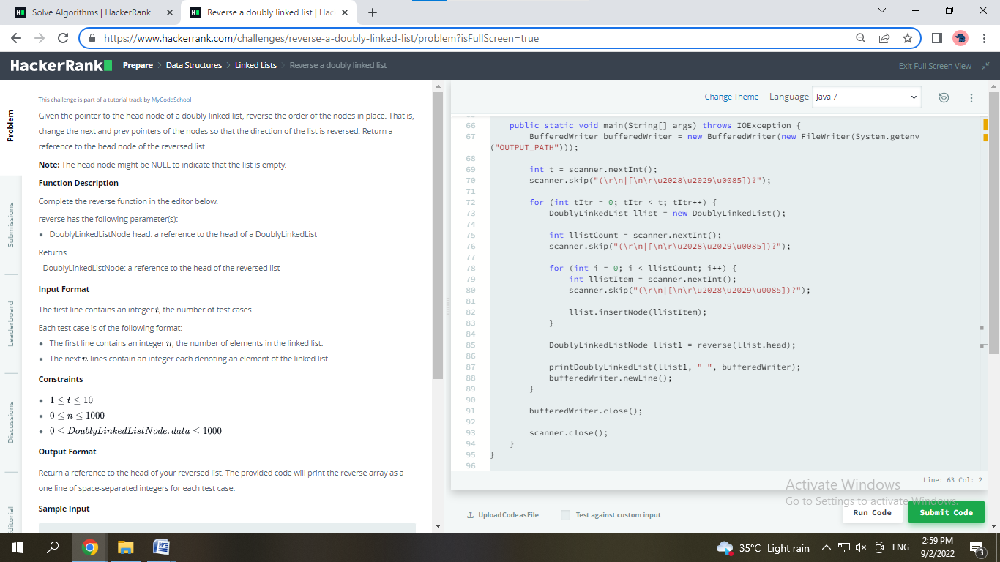 Solve Algorithms | HackerRank
Reverse a doubly linked list | Hac
https://www.hackerrank.com/challenges/reverse-a-doubly-linked-list/problem?isFullScreen=true
HackerRank
Prepare > Data Structures > Linked Lists > Reverse a doubly linked list
Exit Full Screen View
Problem
Submissions
Leaderboard
Discussions
ditorial
This challenge is part of a tutorial track by MyCodeSchool
Given the pointer to the head node of a doubly linked list, reverse the order of the nodes in place. That is,
change the next and prev pointers of the nodes so that the direction of the list is reversed. Return a
reference to the head node of the reversed list.
Note: The head node might be NULL to indicate that the list is empty.
Function Description
Complete the reverse function in the editor below.
reverse has the following parameter(s):
• DoublyLinkedListNode head: a reference to the head of a DoublyLinkedList
Returns
- DoublyLinkedListNode: a reference to the head of the reversed list
Input Format
The first line contains an integer t, the number of test cases.
Each test case is of the following format:
• The first line contains an integer n, the number of elements in the linked list.
• The next n lines contain an integer each denoting an element of the linked list.
Constraints
• 1 ≤ t ≤ 10
• 0 ≤ n ≤ 1000
• 0 ≤ DoublyLinkedListNode.data ≤ 1000
Output Format
Return a reference to the head of your reversed list. The provided code will print the reverse array as a
one line of space-separated integers for each test case.
Sample Input
Change Theme Language Java 7
66 public static void main(String[] args) throws IOException {
67 BufferedWriter bufferedWriter = new BufferedWriter(new FileWriter(System.getenv
("OUTPUT_PATH")));
68
69 int t = scanner.nextInt();
70 scanner.skip("(\r\n|[\n\r\u2028\u2029\u0085])?");
71
72 for (int tItr = 0; tItr < t; tItr++) {
73 DoublyLinkedList llist = new DoublyLinkedList();
74
75 int llistCount = scanner.nextInt();
76 scanner.skip("(\r\n|[\n\r\u2028\u2029\u0085])?");
77
78 for (int i = 0; i < llistCount; i++) {
79 int llistItem = scanner.nextInt();
80 scanner.skip("(\r\n|[\n\r\u2028\u2029\u0085])?");
81
82 llist.insertNode(llistItem);
83 }
84
85 DoublyLinkedListNode llist1 = reverse(llist.head);
86
87 printDoublyLinkedList(llist1, " ", bufferedWriter);
88 bufferedWriter.newLine();
89 }
90
91 bufferedWriter.close();
92
93 scanner.close();
94 }
95 }
96
Line: 63 Col: 2
Activate Windows
Go to Settings to activate Windows.
Upload Code as File
Test against custom input
Run Code
Submit Code
35°C Light rain
ENG
2:59 PM
9/2/2022
3